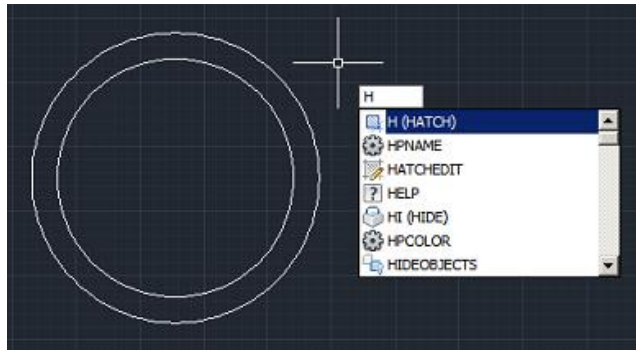 H
H (HATCH)
HPNAME
HATCHEDIT
HELP
HI (HIDE)
HPCOLOR
HIDEOBJECTS